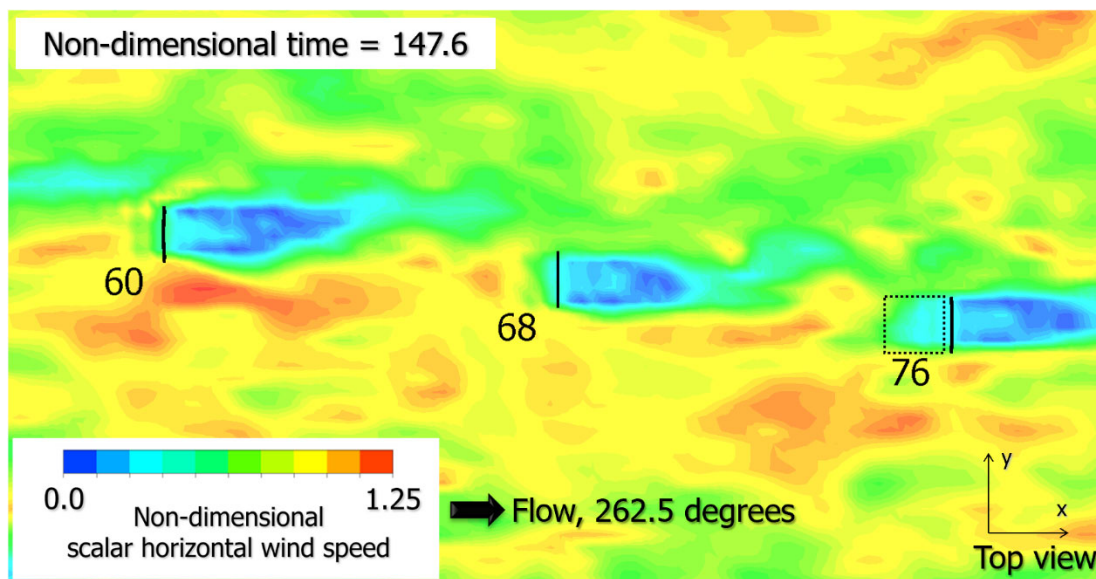 Non-dimensional time = 147.6
60
68
76
0.0
1.25
Non-dimensional
scalar horizontal wind speed
Flow, 262.5 degrees
y
x
Top view